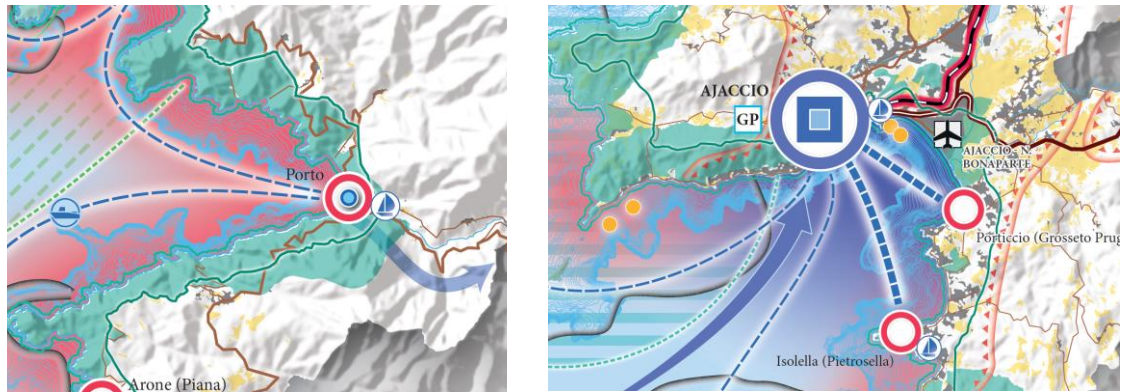 Porto
Arone (Piana)
AJACCIO
GP
AJACCIO - N.
BONAPARTE
Porticcio (Grosseto Prug
Isolella (Pietrosella)